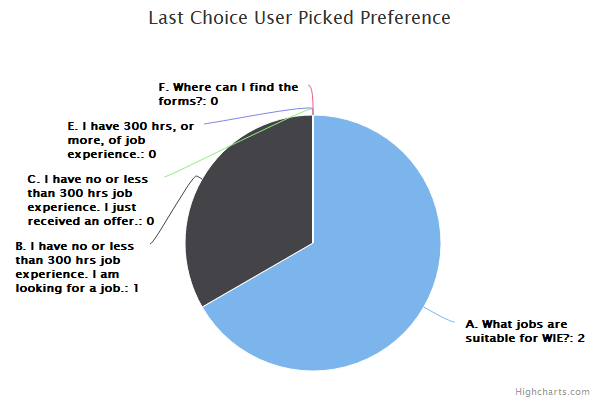 Last Choice User Picked Preference
F. Where can I find the
forms?: 0
E. I have 300 hrs, or
more, of job
experience.: 0
C. I have no or less
than 300 hrs job
experience. I just
received an offer.: 0
B. I have no or less
than 300 hrs job
experience. I am
looking for a job.: 1
A. What jobs are
suitable for WIE?: 2
Highcharts.com